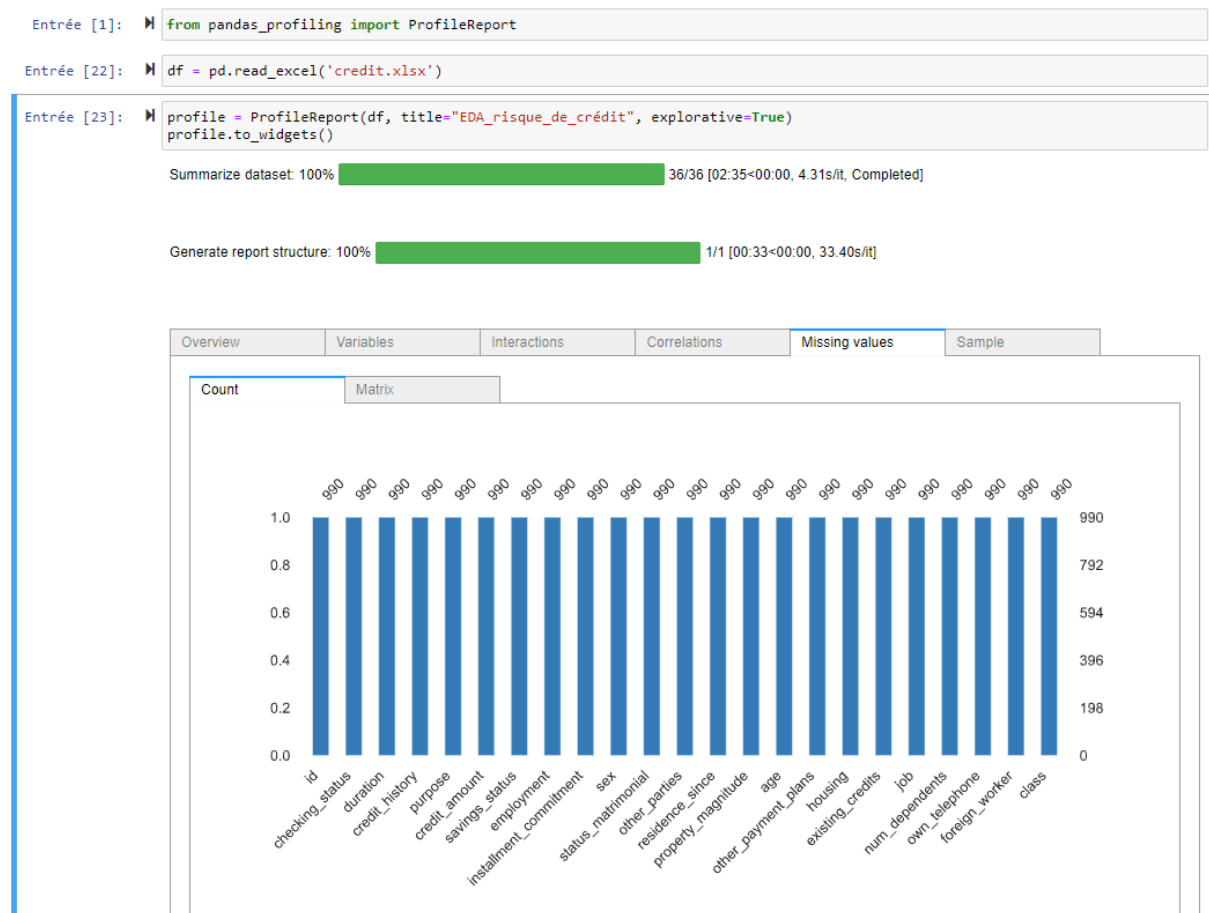 Entrée [1]: from pandas_profiling import ProfileReport
Entrée [22]: df = pd.read_excel('credit.xlsx')
Entrée [23]: profile = ProfileReport(df, title="EDA_risque_de_crédit", explorative=True)
profile.to_widgets()
Summarize dataset: 100% 36/36 [02:35<00:00, 4.31s/it, Completed]
Generate report structure: 100% 1/1 [00:33<00:00, 33.40s/it]
Overview Variables Interactions Correlations Missing values Sample
Count Matrix
990 990 990 990 990 990 990 990 990 990 990 990 990 990 990 990 990 990 990 990 990 990 990
1.0 990
0.8 792
0.6 594
0.4 396
0.2 198
0.0 0
id checking_status duration credit_history purpose credit_amount savings_status employment installment_commitment sex status_matrimonial other_parties residence_since property_magnitude age other_payment_plans housing existing_credits job num_dependents own_telephone foreign_worker class